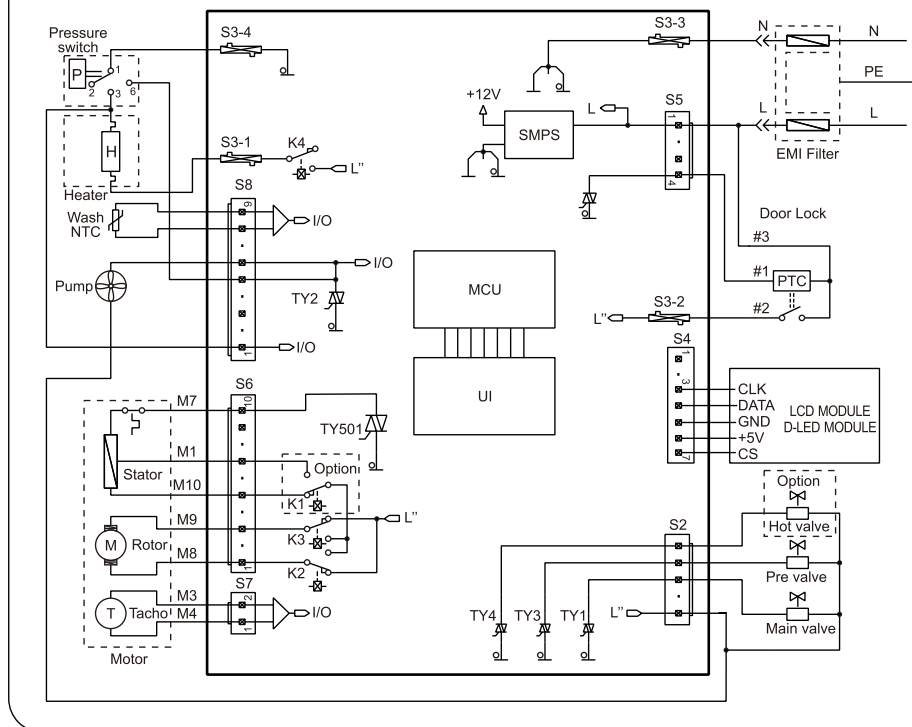 Pressure
switch
P
1
2
3
6
S3-4
S3-3
N
N
PE
L
L
EMI Filter
+12V
L
SMPS
S5
1
4
H
Heater
S3-1
K4
L"
S8
9
I/O
Wash
NTC
I/O
Pump
TY2
1
I/O
MCU
UI
Door Lock
#3
#1
PTC
#2
L"
S3-2
S4
1
3
7
CLK
DATA
GND
+5V
CS
LCD MODULE
D-LED MODULE
S6
10
M7
TY501
M1
Stator
Option
M10
K1
M9
L"
M
Rotor
K3
M8
K2
1
S7
M3
2
T
Tacho
M4
1
I/O
Motor
S2
Option
Hot valve
Pre valve
Main valve
TY4
TY3
TY1
L"